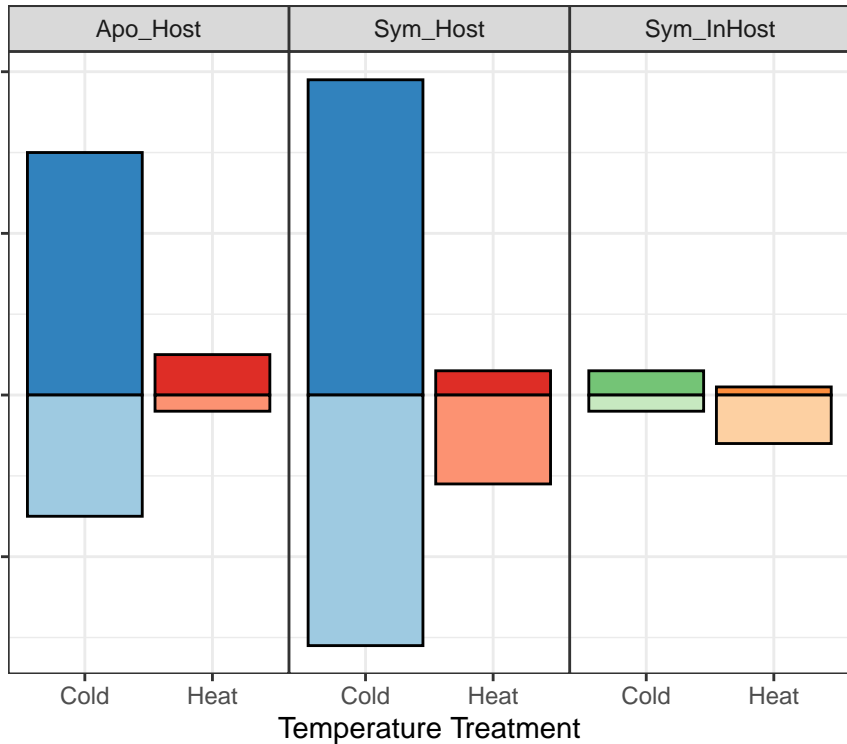 Apo_Host Sym_Host Sym_InHost
Cold Heat Cold Heat Cold Heat
Temperature Treatment